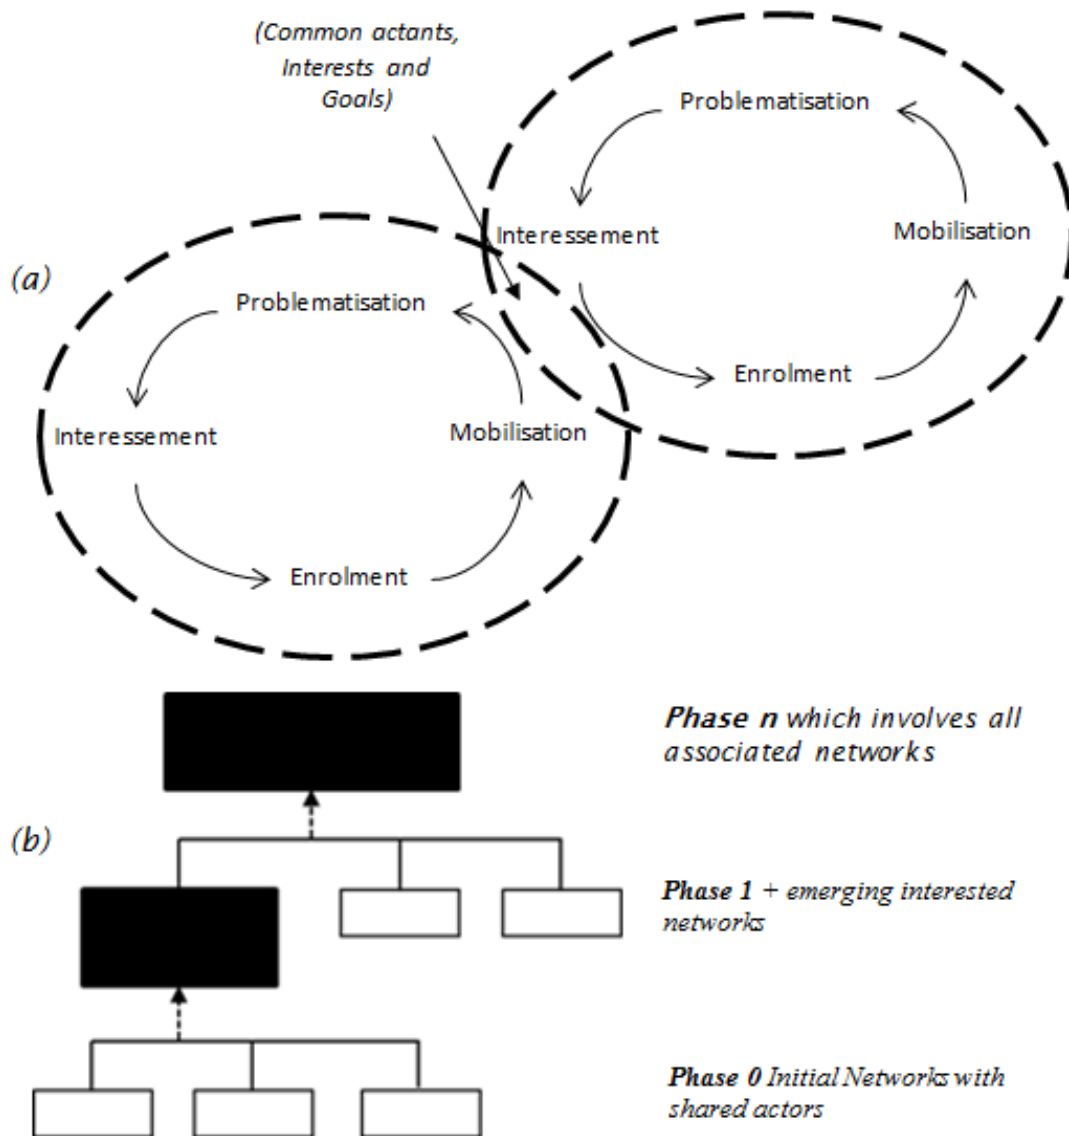 (Common actants,
Interests and
Goals)
Problematisation
Interessement
Mobilisation
Enrolment
(a)
Problematisation
Interessement
Mobilisation
Enrolment
Phase n which involves all
associated networks
(b)
Phase 1 + emerging interested
networks
Phase 0 Initial Networks with
shared actors